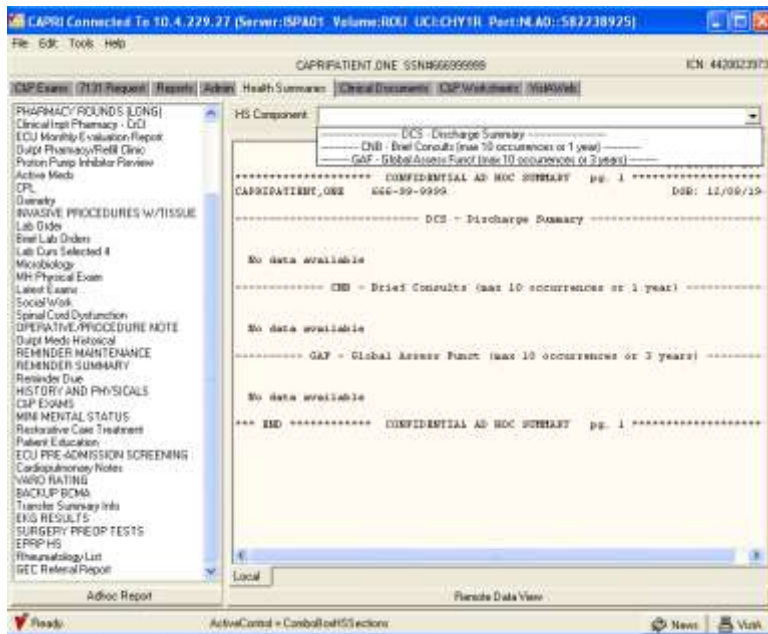 CAPRI Connected To 10.4.229.27 (Server:ISPA01 Volume:ROU UCI:CHY1R Port:NLA0::582238925)
File Edit Tools Help
CAPRIPATIENT,ONE SSN#666999999 ICN 4420023973
C&P Exams 7131 Request Reports Admin Health Summaries Clinical Documents C&P Worksheets VistAWeb
PHARMACY ROUNDS (LONG)
Clinical Inpt Pharmacy - CrCl
ECU Monthly Evaluation Report
Outpt Pharmacy/Refill Clinic
Proton Pump Inhibitor Review
Active Meds
CPL
Oximetry
INVASIVE PROCEDURES W/TISSUE
Lab Order
Brief Lab Orders
Lab Cum Selected 4
Microbiology
MH Physical Exam
Latest Exams
Social Work
Spinal Cord Dysfunction
OPERATIVE/PROCEDURE NOTE
Outpt Meds Historical
REMINDER MAINTENANCE
REMINDER SUMMARY
Reminder Due
HISTORY AND PHYSICALS
C&P EXAMS
MINI MENTAL STATUS
Restorative Care Treatment
Patient Education
ECU PRE-ADMISSION SCREENING
Cardiopulmonary Notes
VARO RATING
BACKUP BCMA
Transfer Summary Info
EKG RESULTS
SURGERY PREOP TESTS
EPRP HS
Rheumatology List
GEC Referral Report
Adhoc Report
HS Component
---------------- DCS - Discharge Summary ----------------
---------- CNB - Brief Consults (max 10 occurrences or 1 year) ----------
------- GAF - Global Assess Funct (max 10 occurrences or 3 years) -------
******************** CONFIDENTIAL AD HOC SUMMARY pg. 1 *******************
CAPRIPATIENT,ONE 666-99-9999 DOB: 12/09/19
--------------------------- DCS - Discharge Summary -------------------------
No data available
------------- CNB - Brief Consults (max 10 occurrences or 1 year) ------------
No data available
---------- GAF - Global Assess Funct (max 10 occurrences or 3 years) --------
No data available
*** END ************ CONFIDENTIAL AD HOC SUMMARY pg. 1 *******************
Local
Remote Data View
Ready ActiveControl = ComboBoxHSSections News VistA